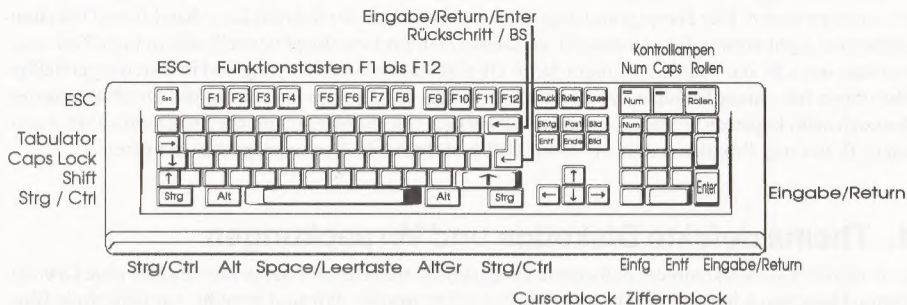 Eingabe/Return/Enter
Rückschritt / BS
Kontrollampen
ESC Funktionstasten F1 bis F12 Num Caps Rollen
ESC
Esc F1 F2 F3 F4 F5 F6 F7 F8 F9 F10 F11 F12 Druck Rollen Pause Num Rollen
Einfg Pos1 Bild Num
Tabulator
Entf Ende Bild
Caps Lock
Shift
Strg / Ctrl
Strg Alt Alt Strg Enter
Eingabe/Return
Strg/Ctrl Alt Space/Leertaste AltGr Strg/Ctrl Einfg Entf Eingabe/Return
Cursorblock Ziffernblock